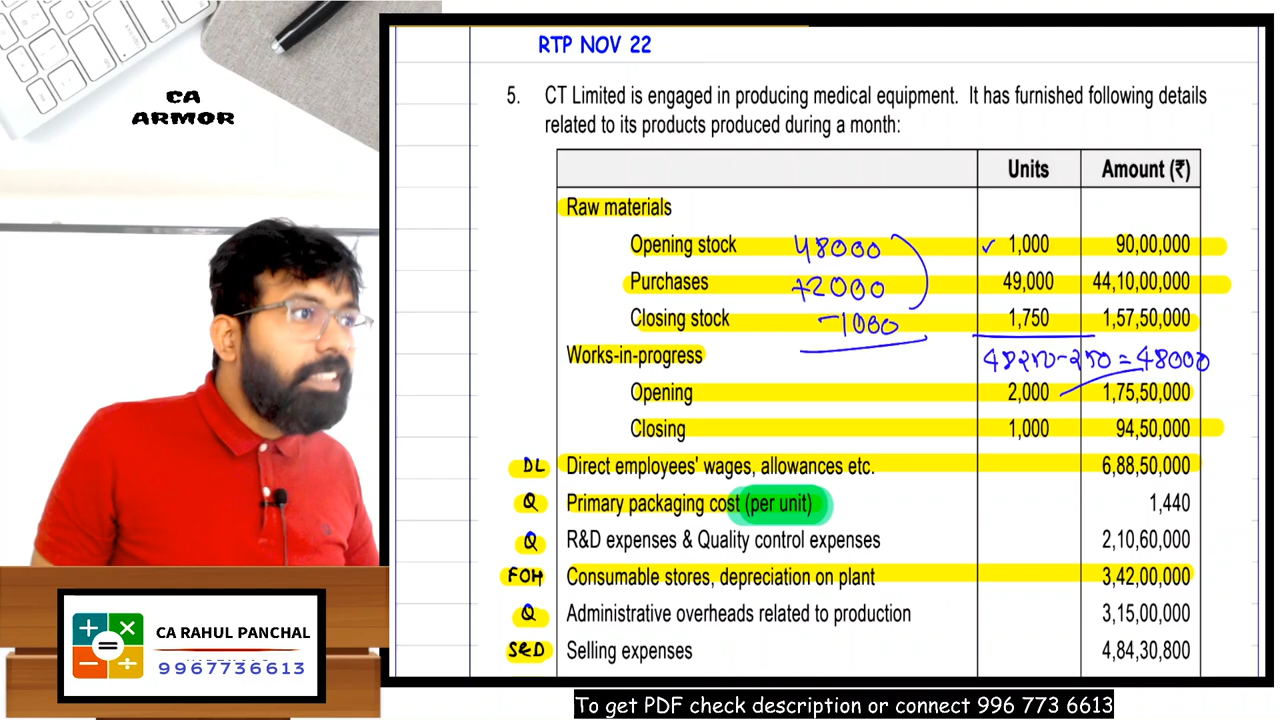 CA
ARMOR
RTP NOV 22
5. CT Limited is engaged in producing medical equipment. It has furnished following details
related to its products produced during a month:
Units Amount (₹)
Raw materials
Opening stock 48000 ✓ 1,000 90,00,000
Purchases +2000 49,000 44,10,00,000
Closing stock -1000 1,750 1,57,50,000
Works-in-progress 48250-250=48000
Opening 2,000 1,75,50,000
Closing 1,000 94,50,000
DL Direct employees' wages, allowances etc. 6,88,50,000
Q Primary packaging cost (per unit) 1,440
Q R&D expenses & Quality control expenses 2,10,60,000
FOH Consumable stores, depreciation on plant 3,42,00,000
Q Administrative overheads related to production 3,15,00,000
S&D Selling expenses 4,84,30,800
CA RAHUL PANCHAL
9967736613
To get PDF check description or connect 996 773 6613